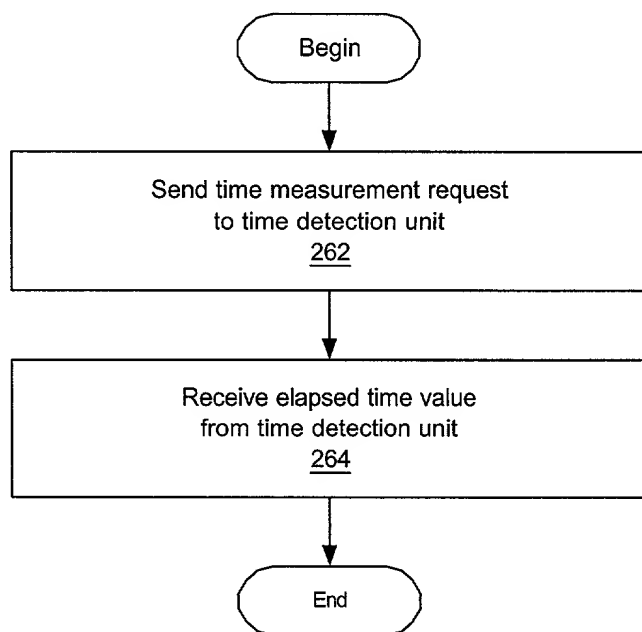 Begin
Send time measurement request
to time detection unit
262
Receive elapsed time value
from time detection unit
264
End